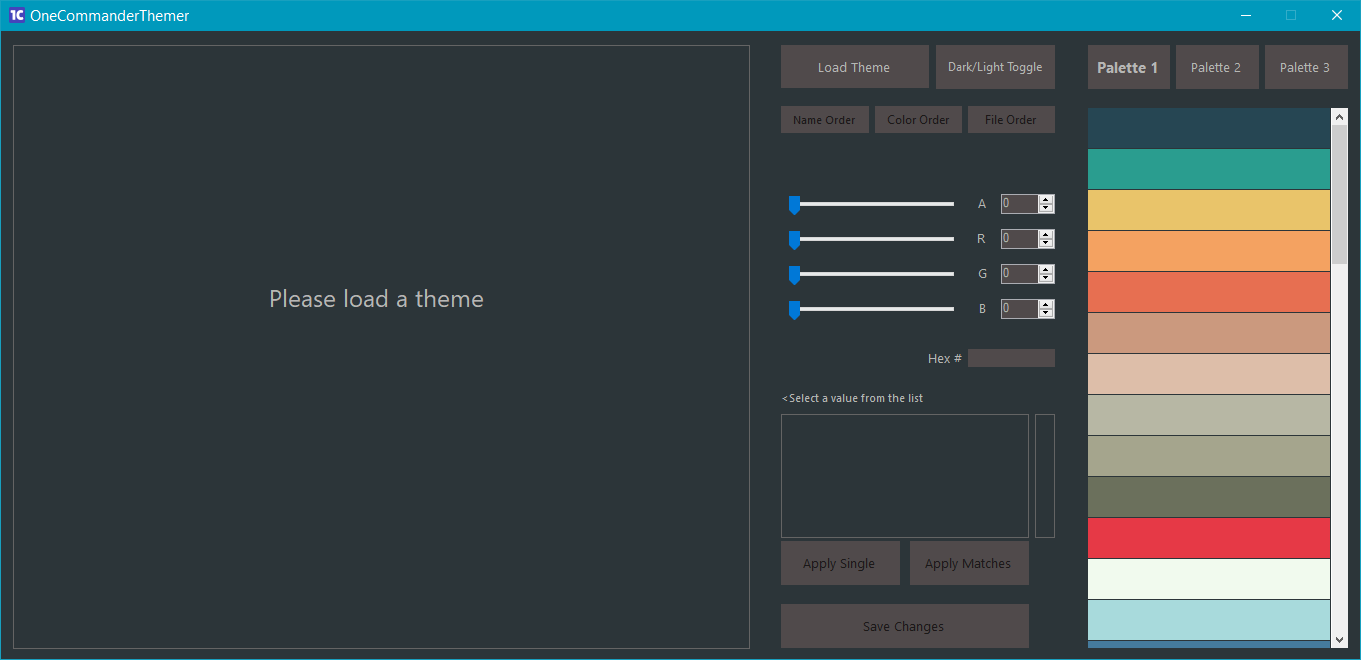 1C OneCommanderThemer
Please load a theme
Load Theme
Dark/Light Toggle
Name Order
Color Order
File Order
A 0
R 0
G 0
B 0
Hex #
<Select a value from the list
Apply Single
Apply Matches
Save Changes
Palette 1
Palette 2
Palette 3